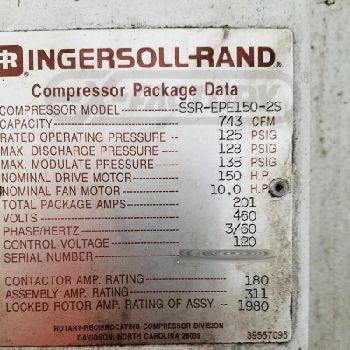 IR INGERSOLL-RAND
Compressor Package Data
COMPRESSOR MODEL SSR-EPE150-2S
CAPACITY 743 CFM
RATED OPERATING PRESSURE 125 PSIG
MAX. DISCHARGE PRESSURE 128 PSIG
MAX. MODULATE PRESSURE 135 PSIG
NOMINAL DRIVE MOTOR 150 H.P.
NOMINAL FAN MOTOR 10.0 H.P.
TOTAL PACKAGE AMPS 201
VOLTS 460
PHASE/HERTZ 3/60
CONTROL VOLTAGE 120
SERIAL NUMBER
CONTACTOR AMP. RATING 180
ASSEMBLY AMP. RATING 311
LOCKED ROTOR AMP. RATING OF ASSY. 1980
ROTARY-RECIPROCATING COMPRESSOR DIVISION
DAVIDSON, NORTH CAROLINA 28036
39557095